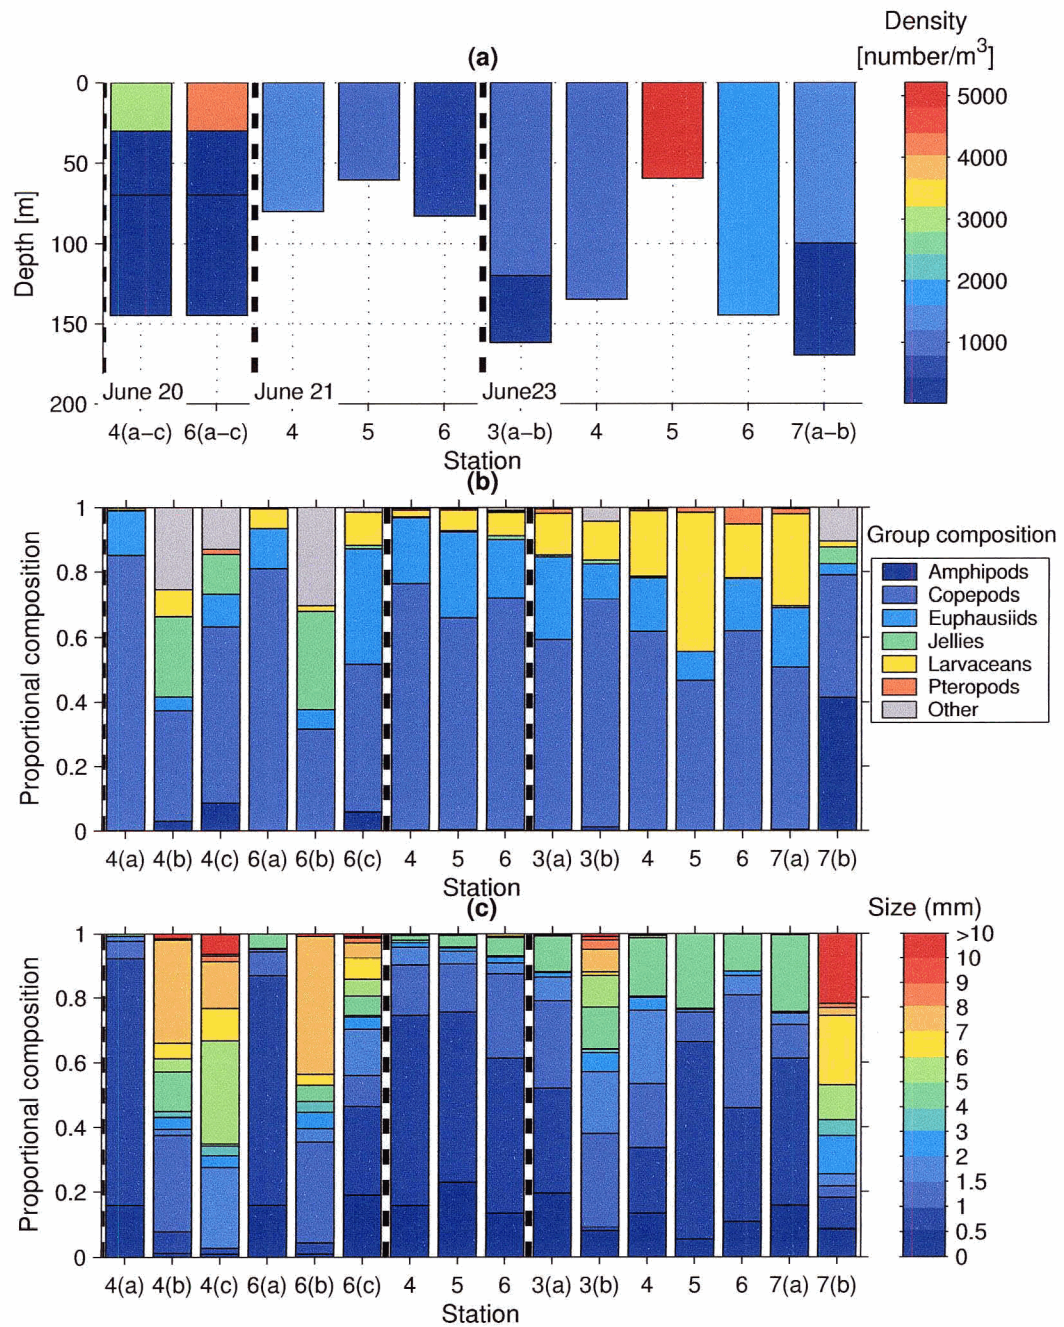 Density
[number/m3]
(a)
0
50
100
150
200
Depth [m]
5000
4000
3000
2000
1000
June 20
June 21
June23
4(a-c)
6(a-c)
4
5
6
3(a-b)
4
5
6
7(a-b)
Station
(b)
1
0.8
0.6
0.4
0.2
0
Proportional composition
Group composition
Amphipods
Copepods
Euphausiids
Jellies
Larvaceans
Pteropods
Other
4(a)
4(b)
4(c)
6(a)
6(b)
6(c)
4
5
6
3(a)
3(b)
4
5
6
7(a)
7(b)
Station
(c)
Size (mm)
1
0.8
0.6
0.4
0.2
0
Proportional composition
>10
10
9
8
7
6
5
4
3
2
1.5
1
0.5
0
4(a)
4(b)
4(c)
6(a)
6(b)
6(c)
4
5
6
3(a)
3(b)
4
5
6
7(a)
7(b)
Station